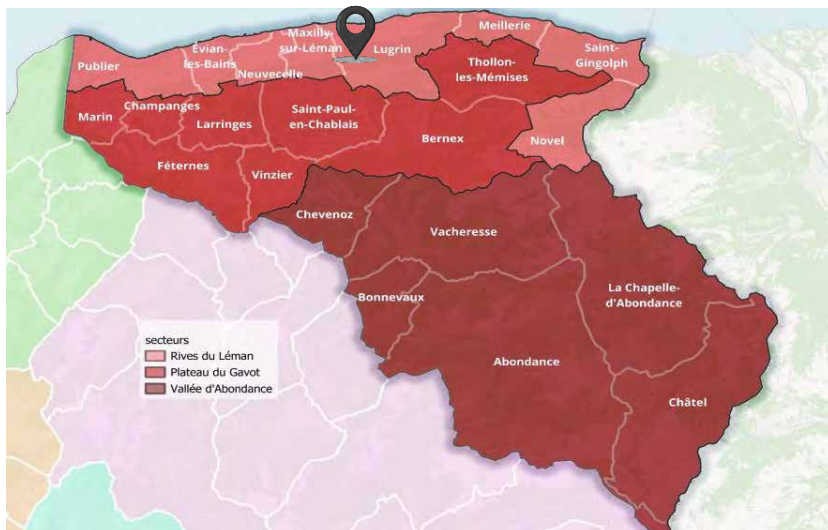 Publier
Évian-
les-Bains
Neuvecelle
Maxilly-
sur-Léman
Lugrin
Meillerie
Saint-
Gingolph
Thollon-
les-Mémises
Marin
Champanges
Larringes
Saint-Paul-
en-Chablais
Bernex
Novel
Féternes
Vinzier
Chevenoz
Vacheresse
Bonnevaux
La Chapelle-
d'Abondance
Abondance
Châtel
secteurs
Rives du Léman
Plateau du Gavot
Vallée d'Abondance